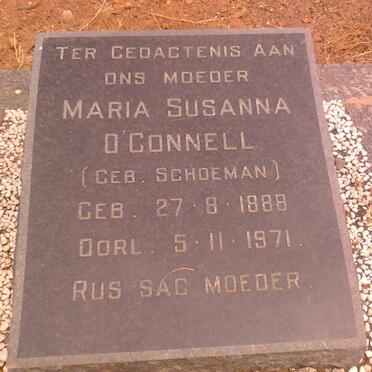 TER GEDAGTENIS AAN
ONS MOEDER
MARIA SUSANNA
O'CONNELL
(GEB. SCHOEMAN)
GEB. 27·8·1888
OORL. 5·11·1971.
RUS SAG MOEDER.